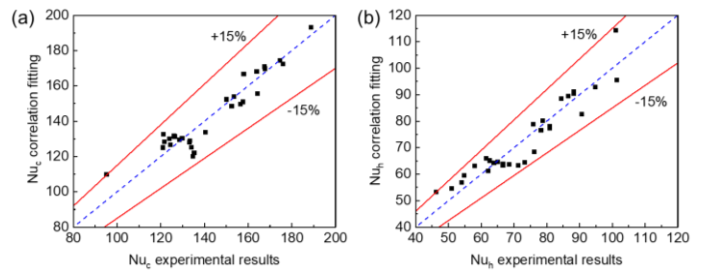 (a)
200
180
160
140
120
100
80
+15%
-15%
80 100 120 140 160 180 200
Nuc correlation fitting
Nuc experimental results
(b)
120
110
100
90
80
70
60
50
40
+15%
-15%
40 50 60 70 80 90 100 110 120
Nuh correlation fitting
Nuh experimental results